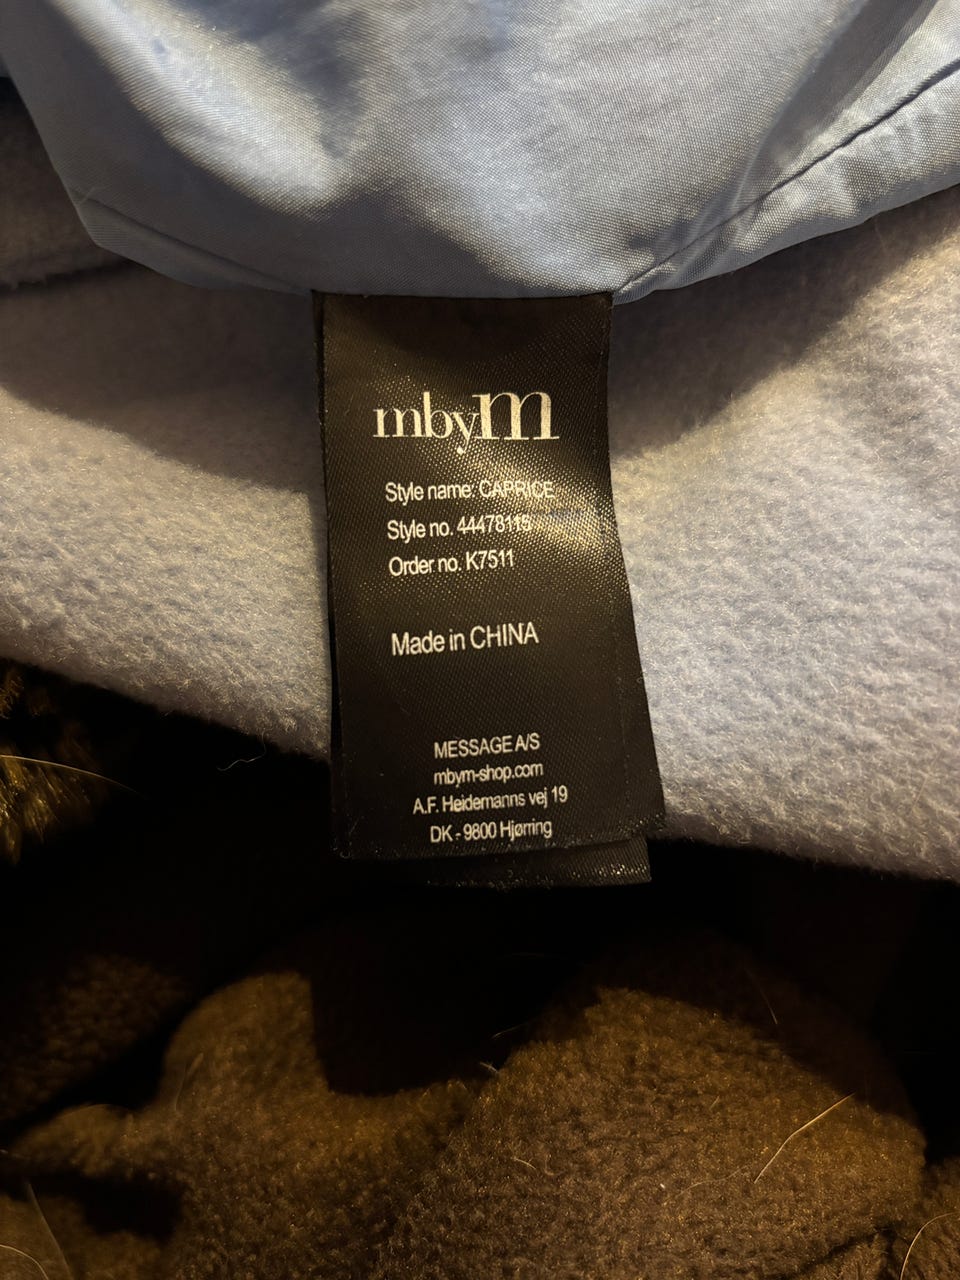 mbyM
Style name: CAPRICE
Style no. 44478115
Order no. K7511
Made in CHINA
MESSAGE A/S
mbym-shop.com
A.F. Heidemanns vej 19
DK - 9800 Hjørring